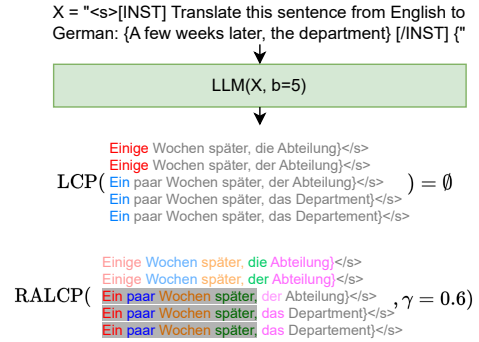 X = "<s>[INST] Translate this sentence from English to
German: {A few weeks later, the department} [/INST] {"
LLM(X, b=5)
Einige Wochen später, die Abteilung}</s>
Einige Wochen später, der Abteilung}</s>
LCP( Ein paar Wochen später, der Abteilung}</s> ) = ∅
Ein paar Wochen später, das Department}</s>
Ein paar Wochen später, das Departement}</s>
Einige Wochen später, die Abteilung}</s>
Einige Wochen später, der Abteilung}</s>
RALCP( Ein paar Wochen später, der Abteilung}</s> , γ = 0.6)
Ein paar Wochen später, das Department}</s>
Ein paar Wochen später, das Departement}</s>